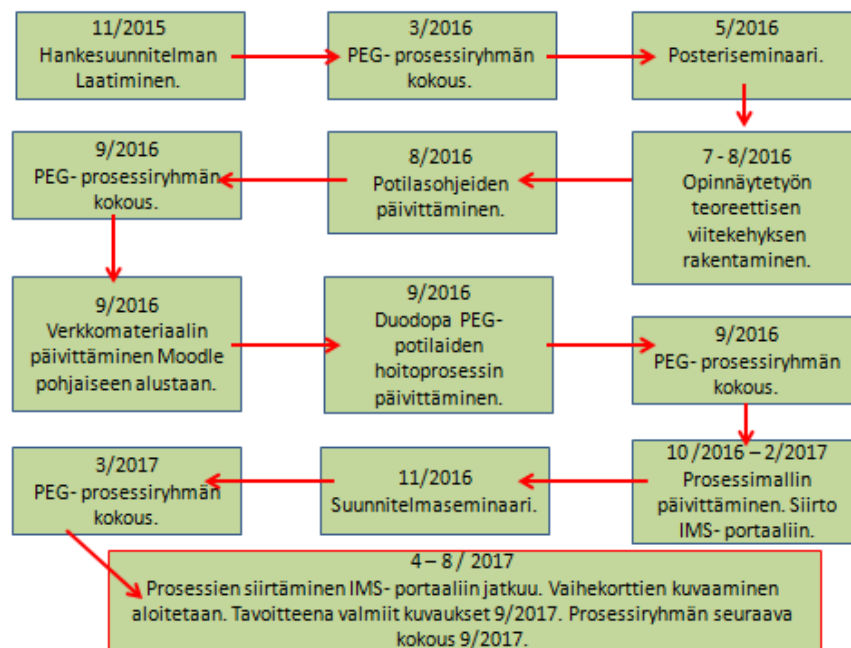 11/2015
Hankesuunnitelman
Laatiminen.
3/2016
PEG- prosessiryhmän
kokous.
5/2016
Posteriseminaari.
7 - 8/2016
Opinnäytetyön
teoreettisen
viitekehyksen
rakentaminen.
8/2016
Potilasohjeiden
päivittäminen.
9/2016
PEG- prosessiryhmän
kokous.
9/2016
Verkkomateriaalin
päivittäminen Moodle
pohjaiseen alustaan.
9/2016
Duodopa PEG-
potilaiden
hoitoprosessin
päivittäminen.
9/2016
PEG- prosessiryhmän
kokous.
10 /2016 – 2/2017
Prosessimallin
päivittäminen. Siirto
IMS- portaaliin.
11/2016
Suunnitelmaseminaari.
3/2017
PEG- prosessiryhmän
kokous.
4 – 8 / 2017
Prosessien siirtäminen IMS- portaaliin jatkuu. Vaihekorttien kuvaaminen
aloitetaan. Tavoitteena valmiit kuvaukset 9/2017. Prosessiryhmän seuraava
kokous 9/2017.